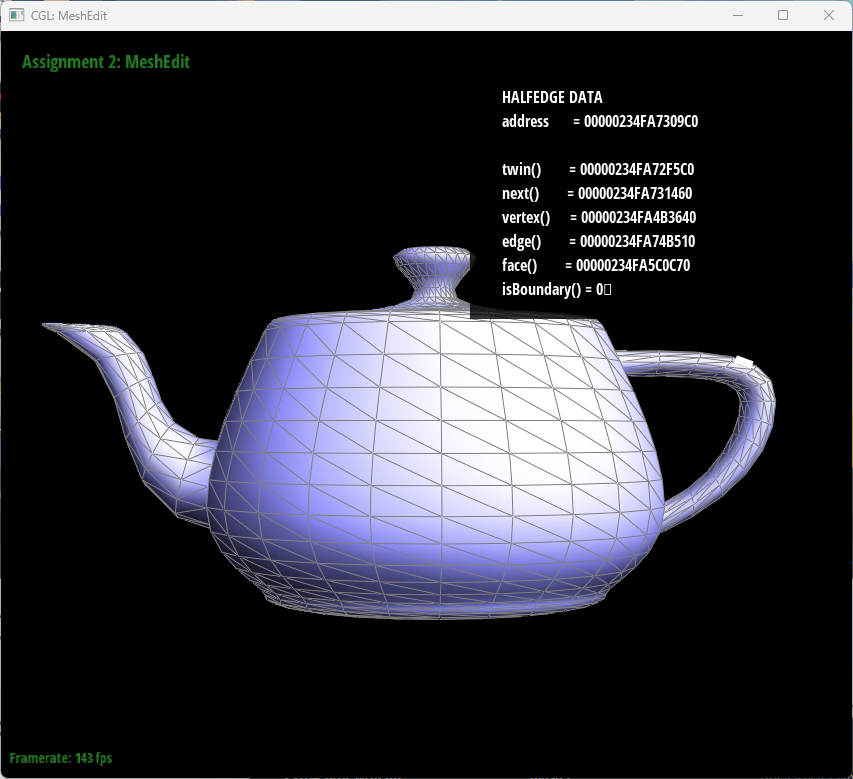 CGL: MeshEdit
Assignment 2: MeshEdit
HALFEDGE DATA
address = 00000234FA7309C0
twin() = 00000234FA72F5C0
next() = 00000234FA731460
vertex() = 00000234FA4B3640
edge() = 00000234FA74B510
face() = 00000234FA5C0C70
isBoundary() = 0▯
Framerate: 143 fps